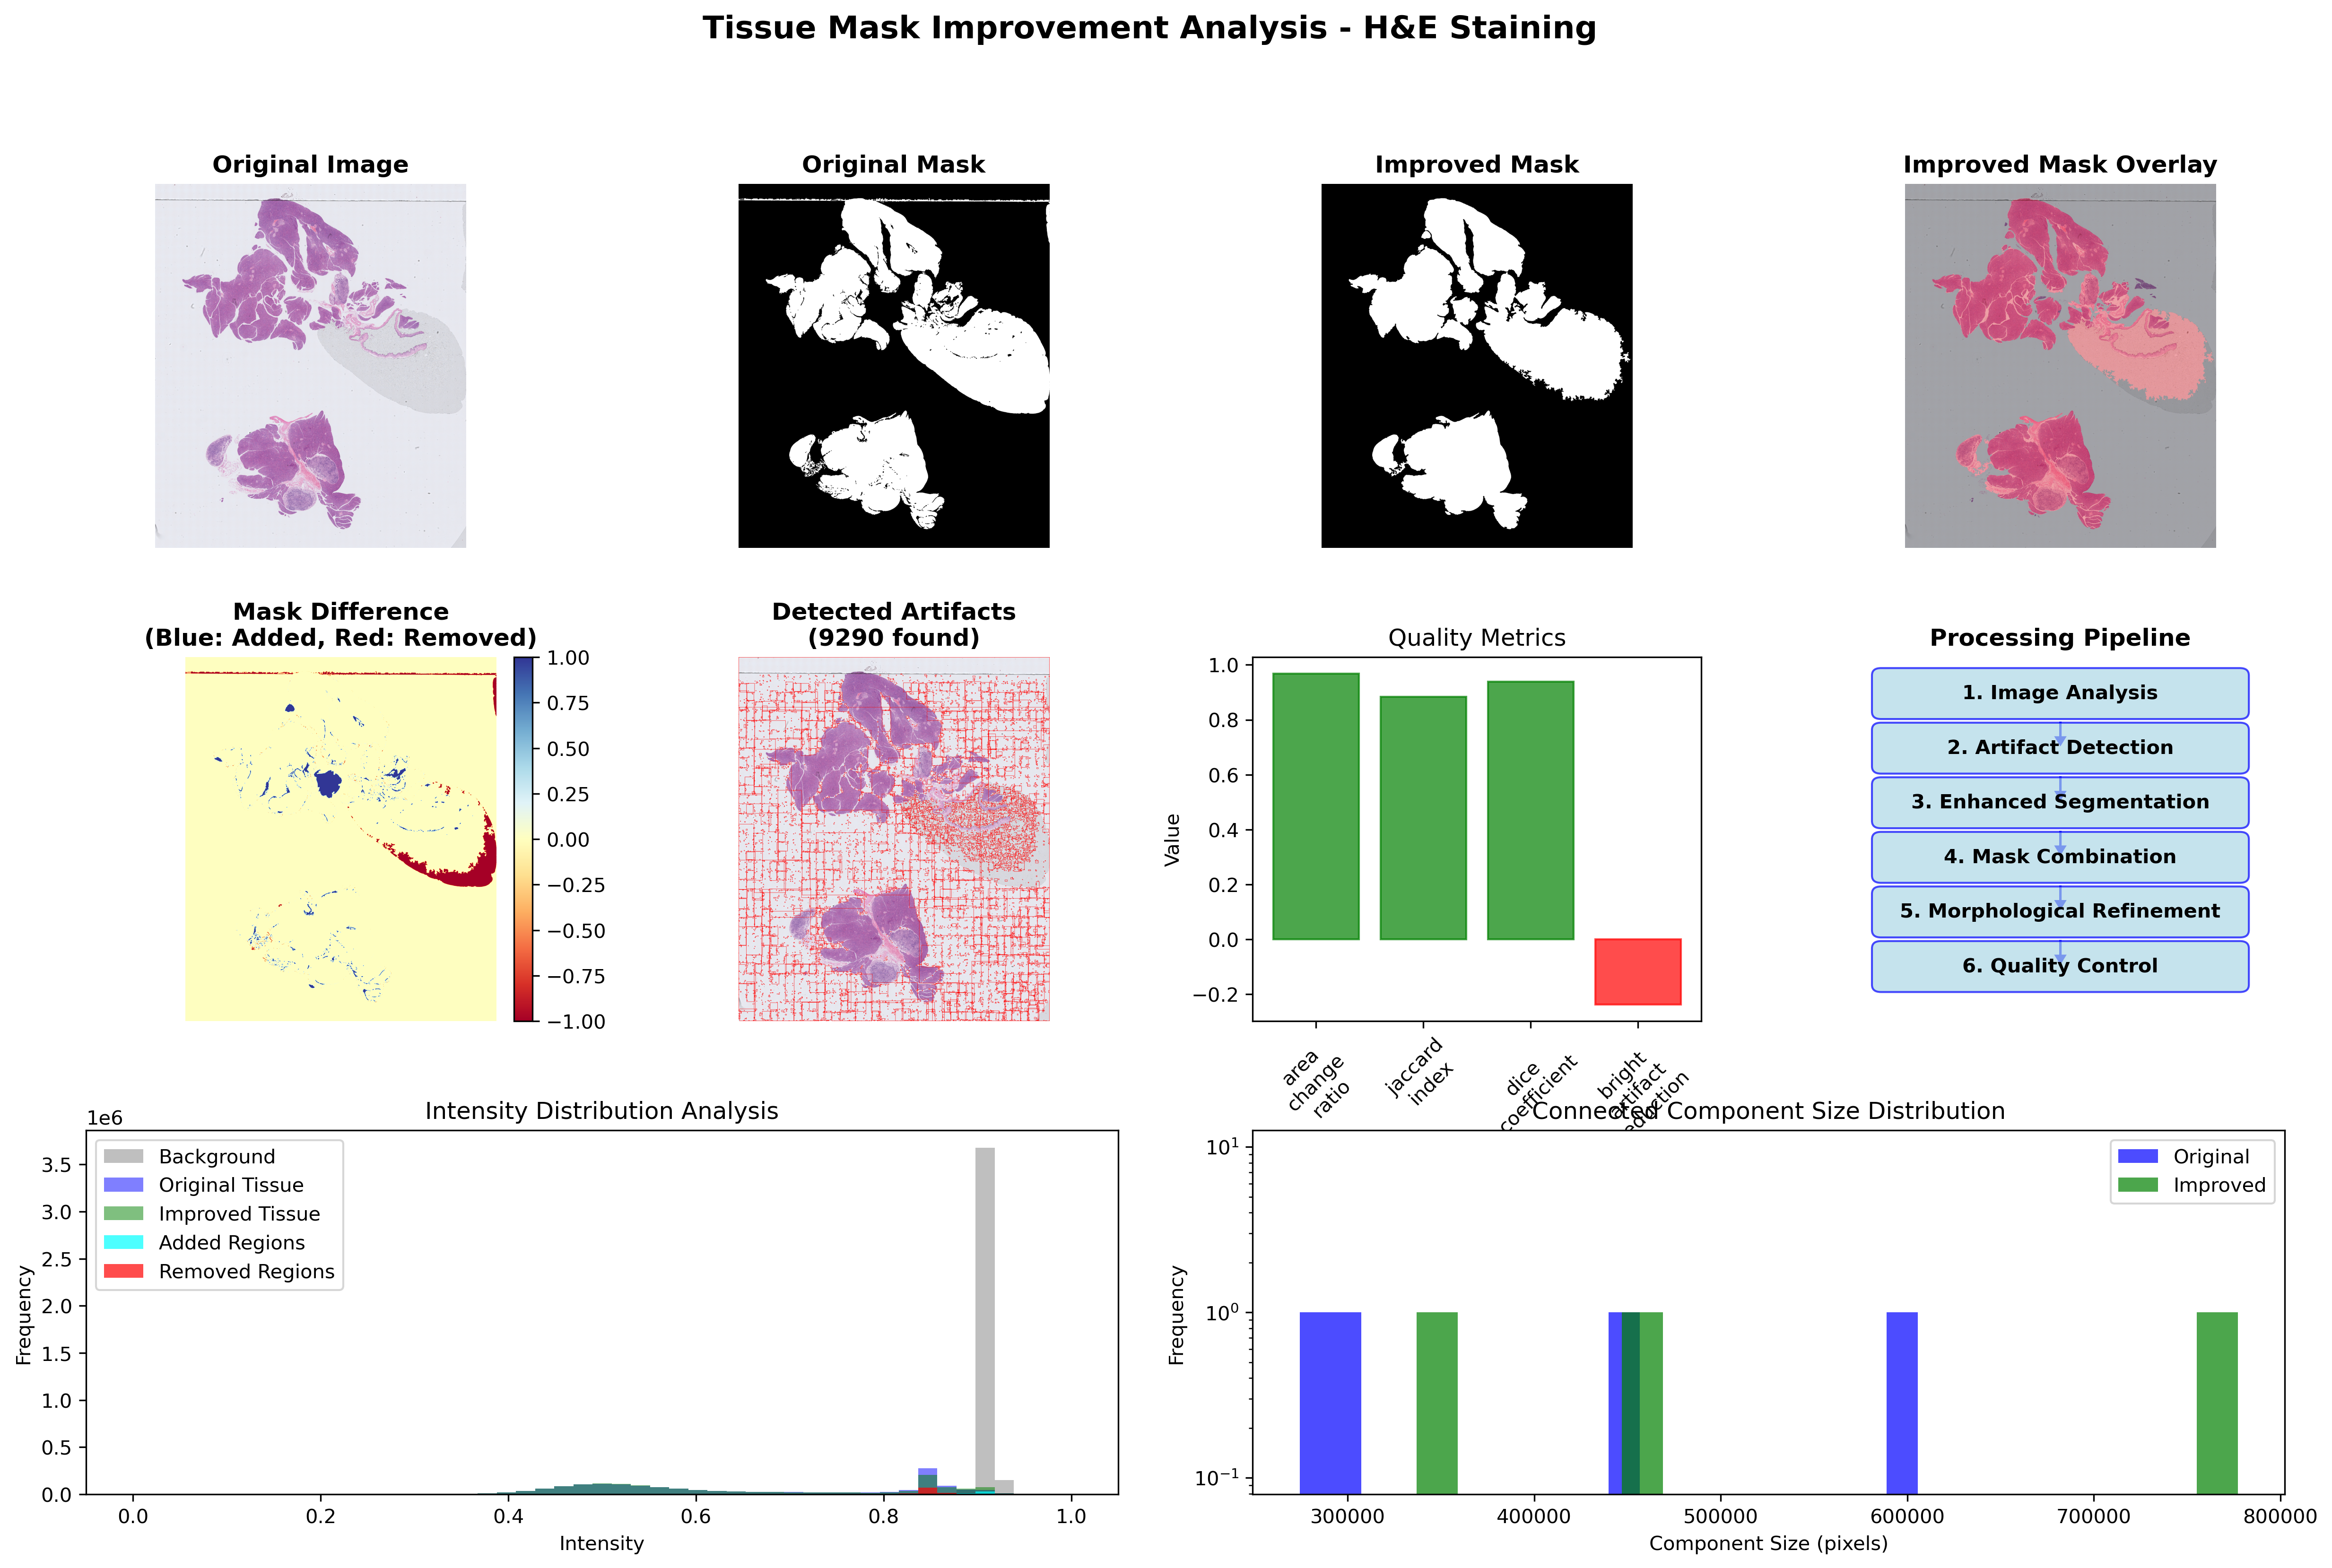 Tissue Mask Improvement Analysis - H&E Staining
Original Image
Original Mask
Improved Mask
Improved Mask Overlay
Mask Difference
(Blue: Added, Red: Removed)
1.00
0.75
0.50
0.25
0.00
−0.25
−0.50
−0.75
−1.00
Detected Artifacts
(9290 found)
Quality Metrics
Value
1.0
0.8
0.6
0.4
0.2
0.0
−0.2
area
change
ratio
jaccard
index
dice
coefficient
bright
artifact
Processing Pipeline
1. Image Analysis
2. Artifact Detection
3. Enhanced Segmentation
4. Mask Combination
5. Morphological Refinement
6. Quality Control
Intensity Distribution Analysis
1e6
Frequency
3.5
3.0
2.5
2.0
1.5
1.0
0.5
0.0
Background
Original Tissue
Improved Tissue
Added Regions
Removed Regions
0.0 0.2 0.4 0.6 0.8 1.0
Intensity
Connected Component Size Distribution
Frequency
10¹
10⁰
10⁻¹
Original
Improved
300000 400000 500000 600000 700000 800000
Component Size (pixels)